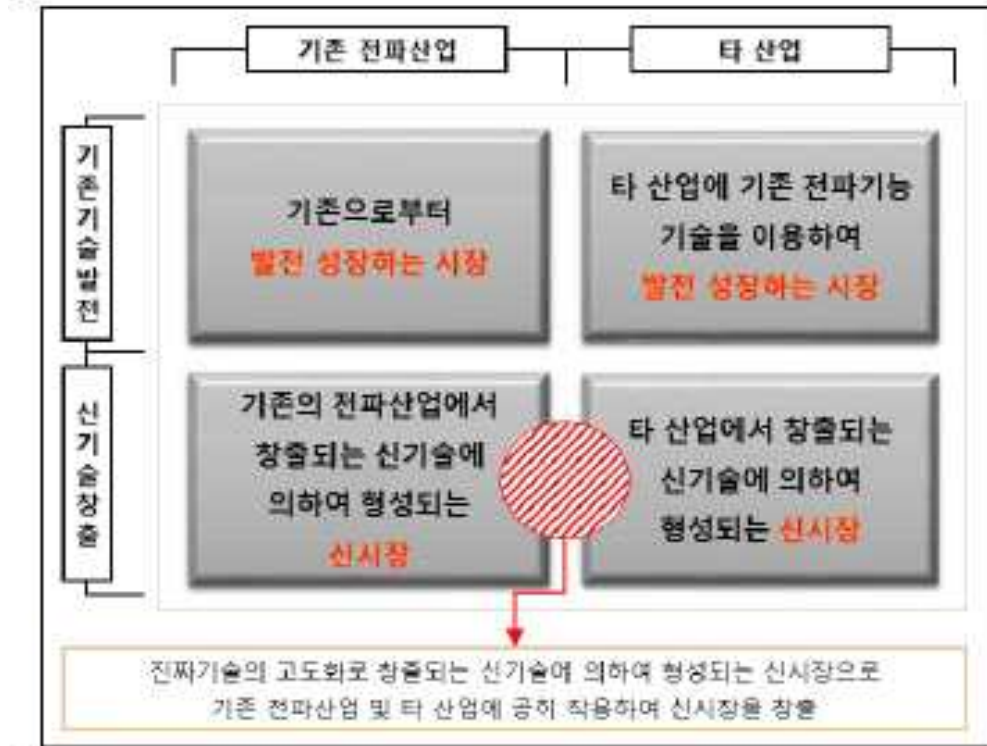 기존 전파산업
타 산업
기존기술발전
기존으로부터
발전 성장하는 시장
타 산업에 기존 전파기능
기술을 이용하여
발전 성장하는 시장
신기술창출
기존의 전파산업에서
창출되는 신기술에
의하여 형성되는
신시장
타 산업에서 창출되는
신기술에 의하여
형성되는 신시장
진짜기술의 고도화로 창출되는 신기술에 의하여 형성되는 신시장으로
기존 전파산업 및 타 산업에 공히 작용하여 신시장을 창출